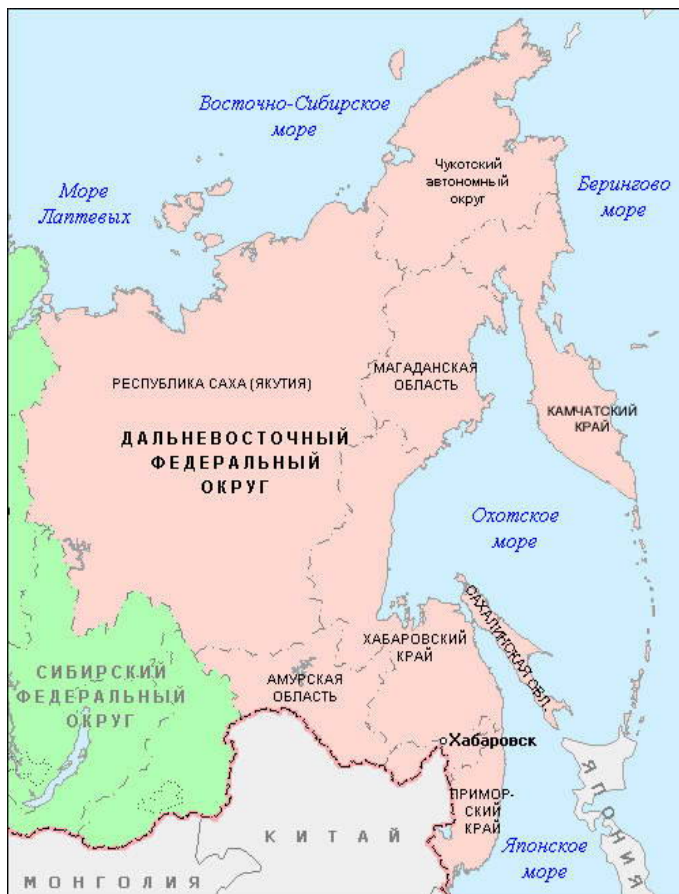 Восточно-Сибирское
море
Чукотский
автономный
округ
Берингово
море
Море
Лаптевых
РЕСПУБЛИКА САХА (ЯКУТИЯ)
МАГАДАНСКАЯ
ОБЛАСТЬ
КАМЧАТСКИЙ
КРАЙ
ДАЛЬНЕВОСТОЧНЫЙ
ФЕДЕРАЛЬНЫЙ
ОКРУГ
Охотское
море
САХАЛИНСКАЯ ОБЛ.
ХАБАРОВСКИЙ
КРАЙ
АМУРСКАЯ
ОБЛАСТЬ
СИБИРСКИЙ
ФЕДЕРАЛЬНЫЙ
ОКРУГ
Хабаровск
ПРИМОР-
СКИЙ
КРАЙ
ЯПОНИЯ
Японское
море
КИТАЙ
МОНГОЛИЯ